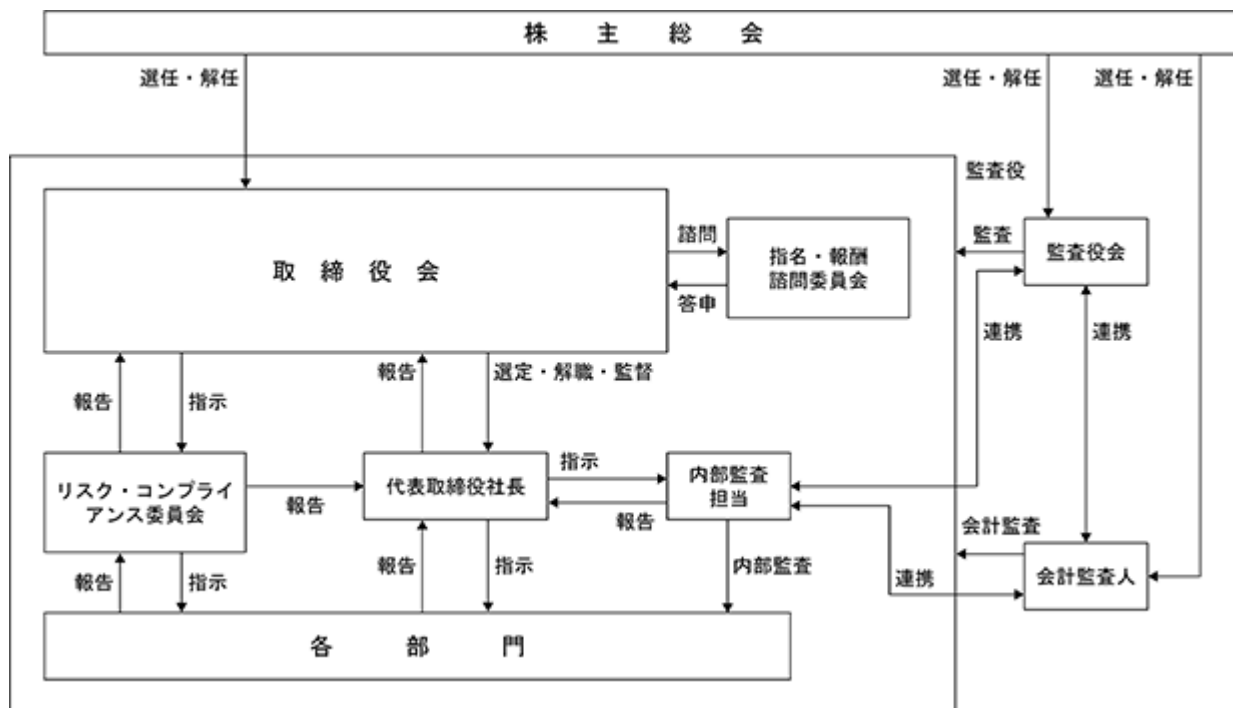 株主総会
選任・解任
選任・解任
選任・解任
監査役
取締役会
諮問
指名・報酬
諮問委員会
答申
監査
監査役会
連携
連携
報告
指示
報告
選定・解職・監督
リスク・コンプライ
アンス委員会
報告
代表取締役社長
指示
報告
内部監査
担当
会計監査
会計監査人
連携
報告
指示
報告
指示
内部監査
各部門